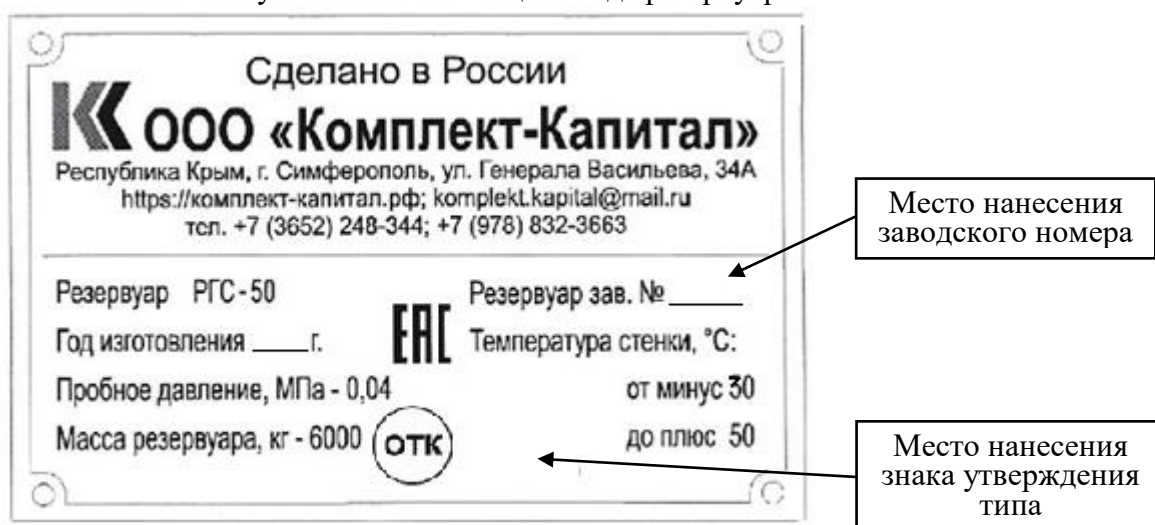 Сделано в России
ООО «Комплект-Капитал»
Республика Крым, г. Симферополь, ул. Генерала Васильева, 34А
https://комплект-капитал.рф; komplekt.kapital@mail.ru
тел. +7 (3652) 248-344; +7 (978) 832-3663
Место нанесения
заводского номера
Резервуар РГС-50
Резервуар зав. № ______
Год изготовления ____г.
EAC
Температура стенки, °С:
Пробное давление, МПа - 0,04
от минус 30
Масса резервуара, кг - 6000
ОТК
до плюс 50
Место нанесения
знака утверждения
типа